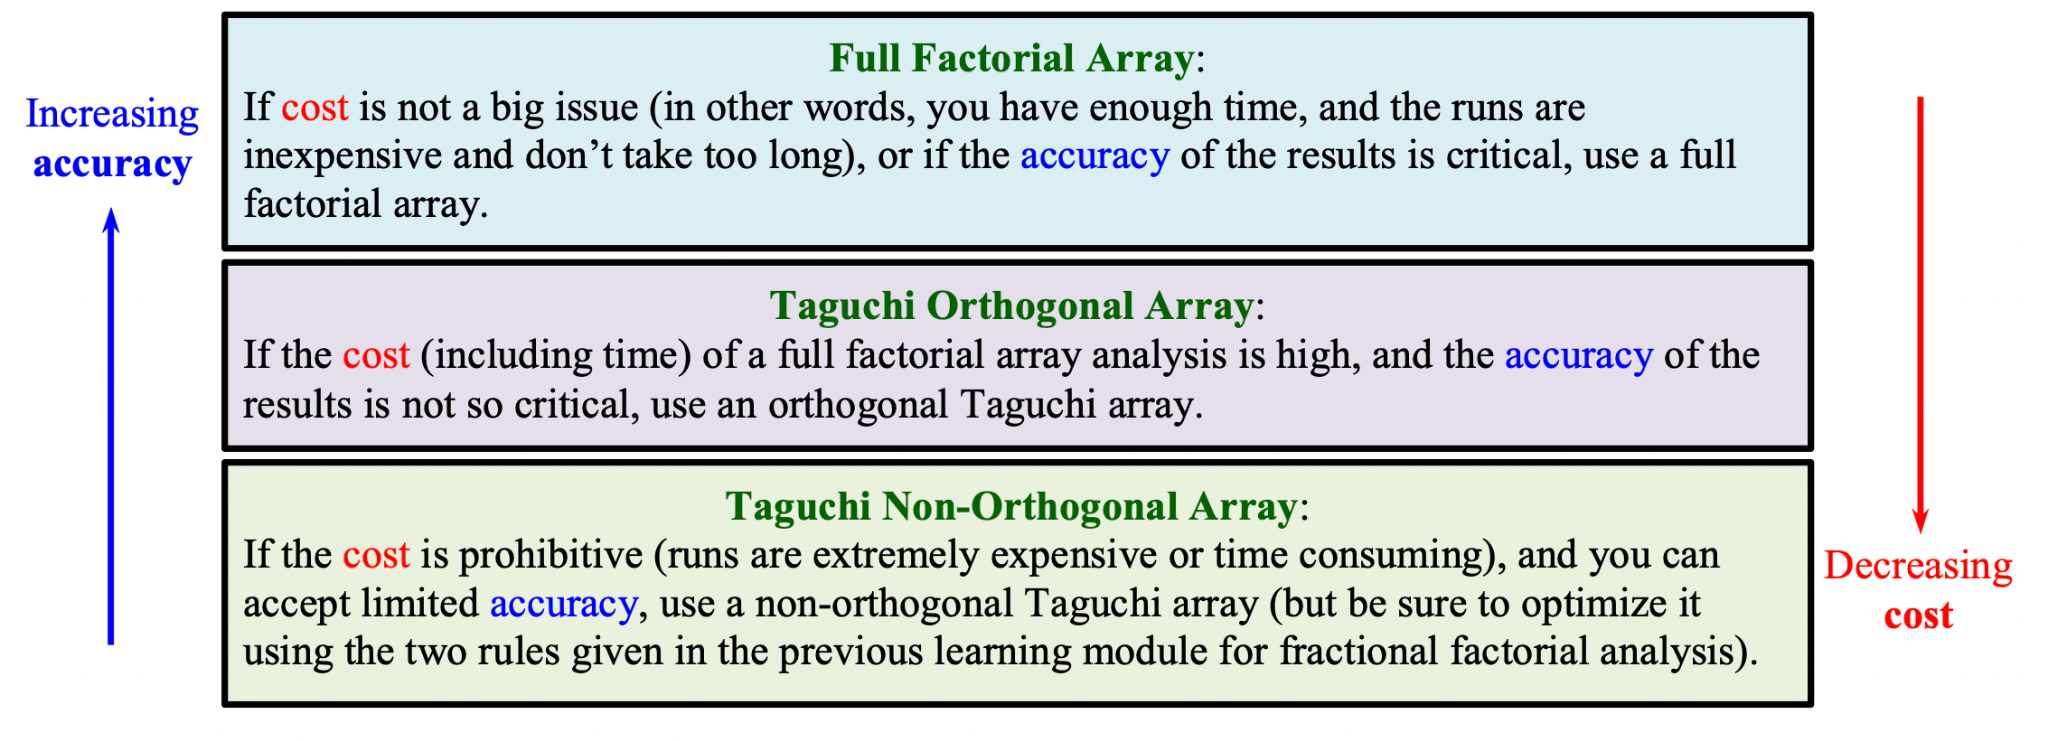 Increasing
accuracy
Full Factorial Array:
If cost is not a big issue (in other words, you have enough time, and the runs are
inexpensive and don’t take too long), or if the accuracy of the results is critical, use a full
factorial array.
Taguchi Orthogonal Array:
If the cost (including time) of a full factorial array analysis is high, and the accuracy of the
results is not so critical, use an orthogonal Taguchi array.
Taguchi Non-Orthogonal Array:
If the cost is prohibitive (runs are extremely expensive or time consuming), and you can
accept limited accuracy, use a non-orthogonal Taguchi array (but be sure to optimize it
using the two rules given in the previous learning module for fractional factorial analysis).
Decreasing
cost